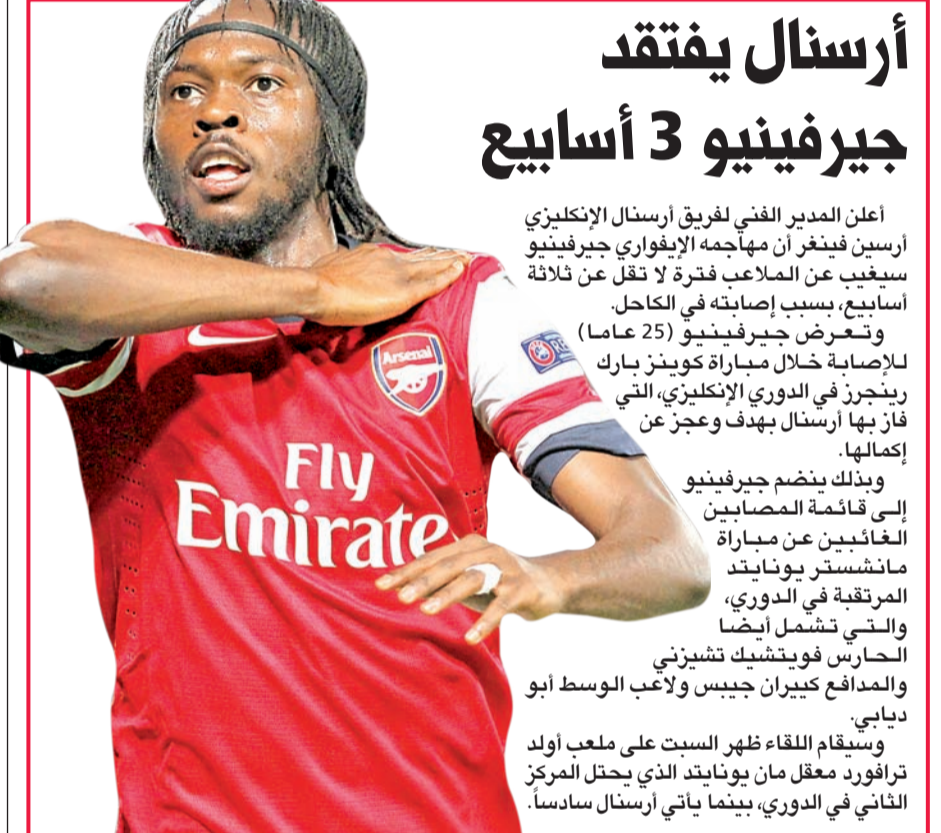 أرسنال يفتقد
جيرفينيو 3 أسابيع
أعلن المدير الفني لفريق أرسنال الإنكليزي
أرسين فينغر أن مهاجمه الإيفواري جيرفينيو
سيغيب عن الملاعب فترة لا تقل عن ثلاثة
أسابيع، بسبب إصابته في الكاحل.
وتعرض جيرفينيو (25 عاما)
للإصابة خلال مباراة كوينز بارك
رينجرز في الدوري الإنكليزي، التي
فاز بها أرسنال بهدف وعجز عن
إكمالها.
وبذلك ينضم جيرفينيو
إلى قائمة المصابين
الغائبين عن مباراة
مانشستر يونايتد
المرتقبة في الدوري،
والتي تشمل أيضا
الحارس فويتشيك تشيزني
والمدافع كييران جيبس ولاعب الوسط أبو
ديابي.
وسيقام اللقاء ظهر السبت على ملعب أولد
ترافورد معقل مان يونايتد الذي يحتل المركز
الثاني في الدوري، بينما يأتي أرسنال سادساً.
Arsenal
Fly
Emirate